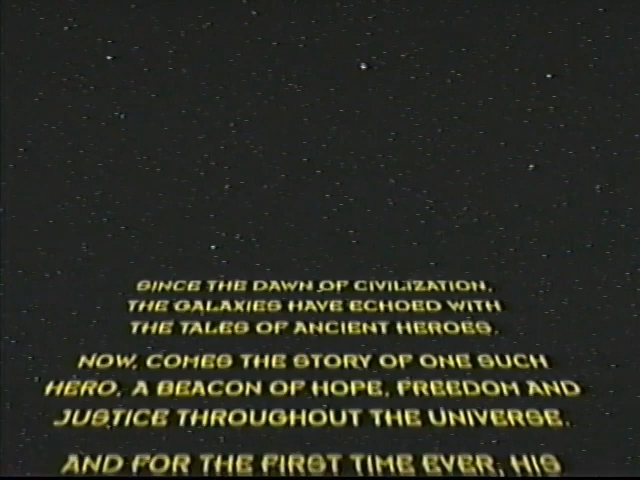 SINCE THE DAWN OF CIVILIZATION,
THE GALAXIES HAVE ECHOED WITH
THE TALES OF ANCIENT HEROES.
NOW, COMES THE STORY OF ONE SUCH
HERO, A BEACON OF HOPE, FREEDOM AND
JUSTICE THROUGHOUT THE UNIVERSE.
AND FOR THE FIRST TIME EVER, HIS